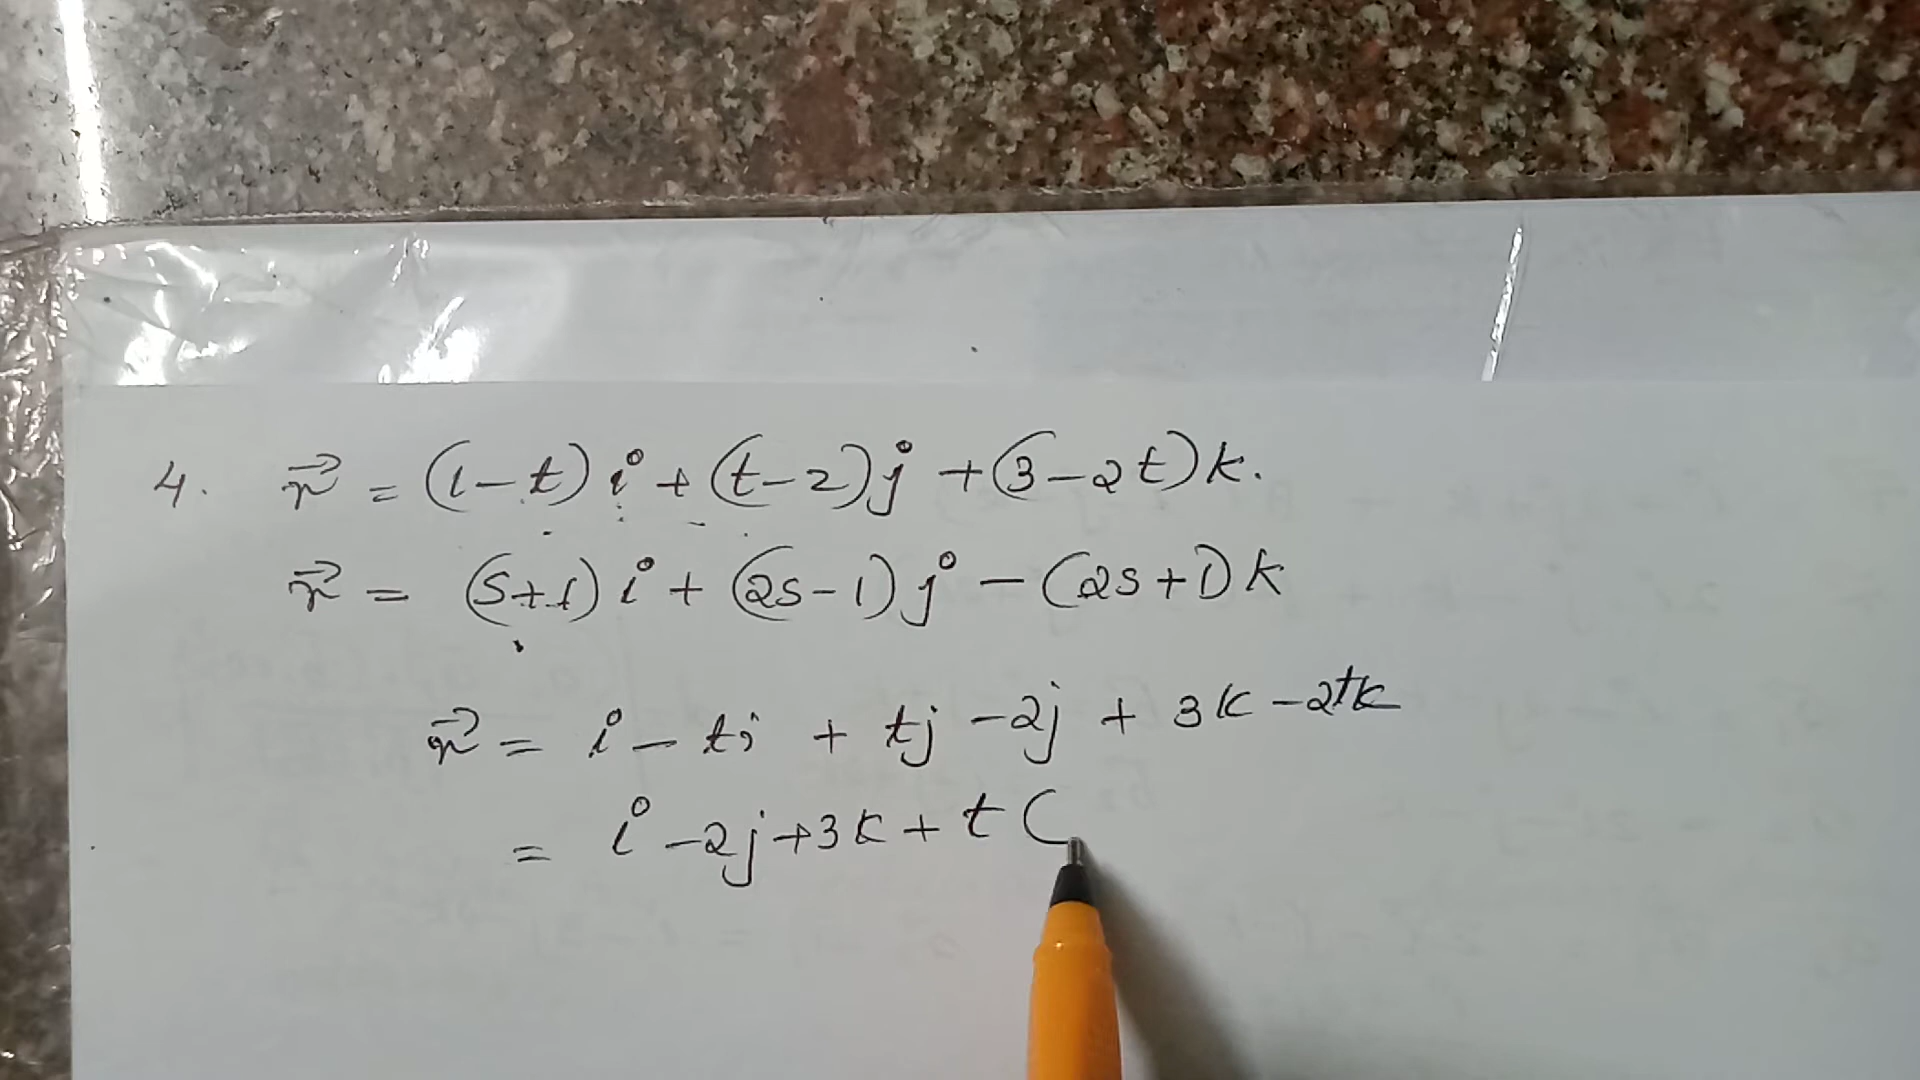 4. r⃗ = (1-t) i + (t-2) j + (3-2t) k.
r⃗ = (s+1) i + (2s-1) j - (2s+1) k
r⃗ = i - ti + tj - 2j + 3k - 2tk
= i - 2j + 3k + t (